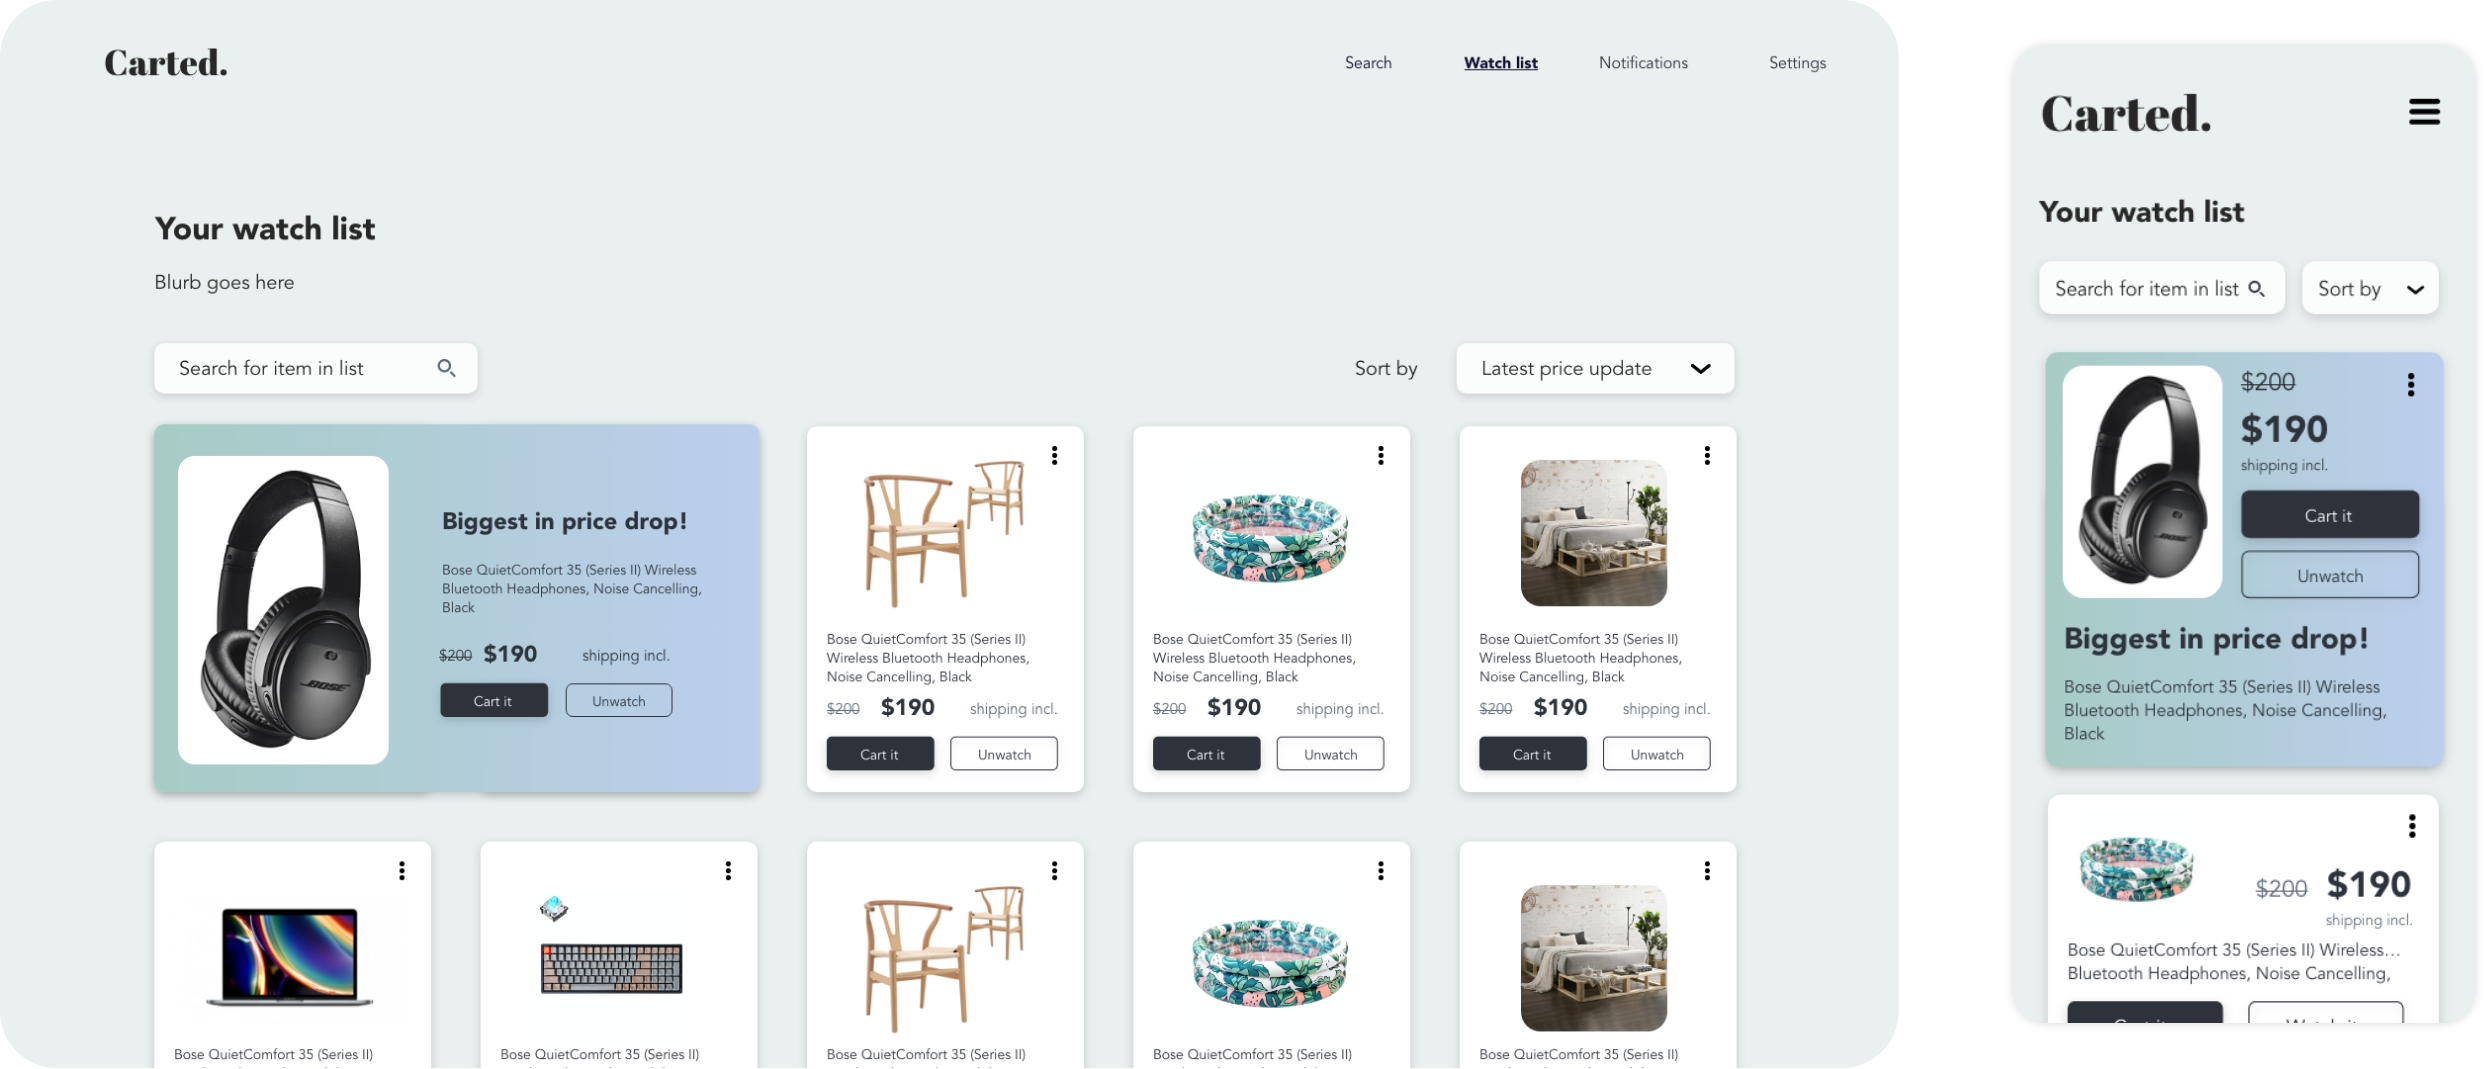 Carted.
Search
Watch list
Notifications
Settings
Your watch list
Blurb goes here
Search for item in list
Sort by
Latest price update
BOSE
Biggest in price drop!
Bose QuietComfort 35 (Series II) Wireless
Bluetooth Headphones, Noise Cancelling,
Black
$200 $190 shipping incl.
Cart it
Unwatch
Bose QuietComfort 35 (Series II)
Wireless Bluetooth Headphones,
Noise Cancelling, Black
$200 $190 shipping incl.
Cart it
Unwatch
Bose QuietComfort 35 (Series II)
Wireless Bluetooth Headphones,
Noise Cancelling, Black
$200 $190 shipping incl.
Cart it
Unwatch
Bose QuietComfort 35 (Series II)
Wireless Bluetooth Headphones,
Noise Cancelling, Black
$200 $190 shipping incl.
Cart it
Unwatch
Bose QuietComfort 35 (Series II)
Bose QuietComfort 35 (Series II)
Bose QuietComfort 35 (Series II)
Bose QuietComfort 35 (Series II)
Bose QuietComfort 35 (Series II)
Carted.
Your watch list
Search for item in list
Sort by
BOSE
$200
$190
shipping incl.
Cart it
Unwatch
Biggest in price drop!
Bose QuietComfort 35 (Series II) Wireless
Bluetooth Headphones, Noise Cancelling,
Black
$200 $190
shipping incl.
Bose QuietComfort 35 (Series II) Wireless...
Bluetooth Headphones, Noise Cancelling,